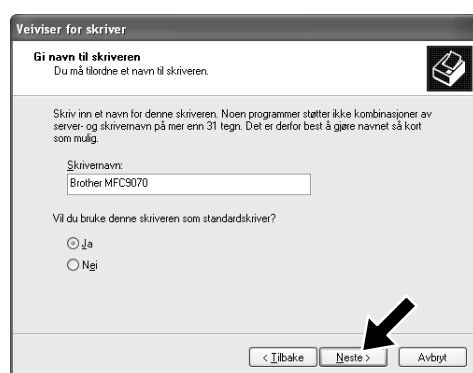 Veiviser for skriver
Gi navn til skriveren
Du må tilordne et navn til skriveren.
Skriv inn et navn for denne skriveren. Noen programmer støtter ikke kombinasjoner av
server- og skrivernavn på mer enn 31 tegn. Det er derfor best å gjøre navnet så kort
som mulig.
Skrivernavn:
Brother MFC9070
Vil du bruke denne skriveren som standardskriver?
Ja
Nei
< Tilbake Neste > Avbryt